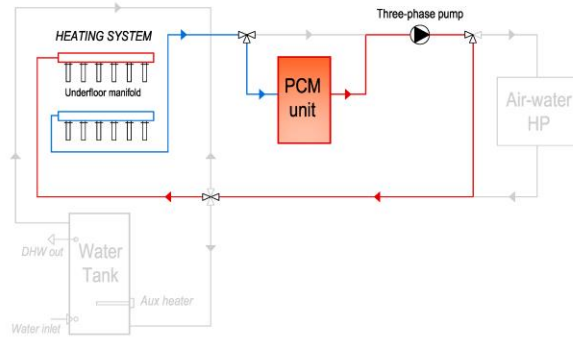 Three-phase pump
HEATING SYSTEM
Underfloor manifold
PCM
unit
Air-water
HP
DHW out
Water
Tank
Aux heater
Water inlet